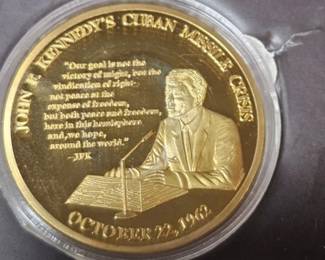 JOHN F. KENNEDY'S CUBAN MISSILE CRISIS
"Our goal is not the
victory of might, but the
vindication of right-
not peace at the
expense of freedom,
but both peace and freedom,
here in this hemisphere
and, we hope,
around the world."
-JFK
OCTOBER 22, 1962